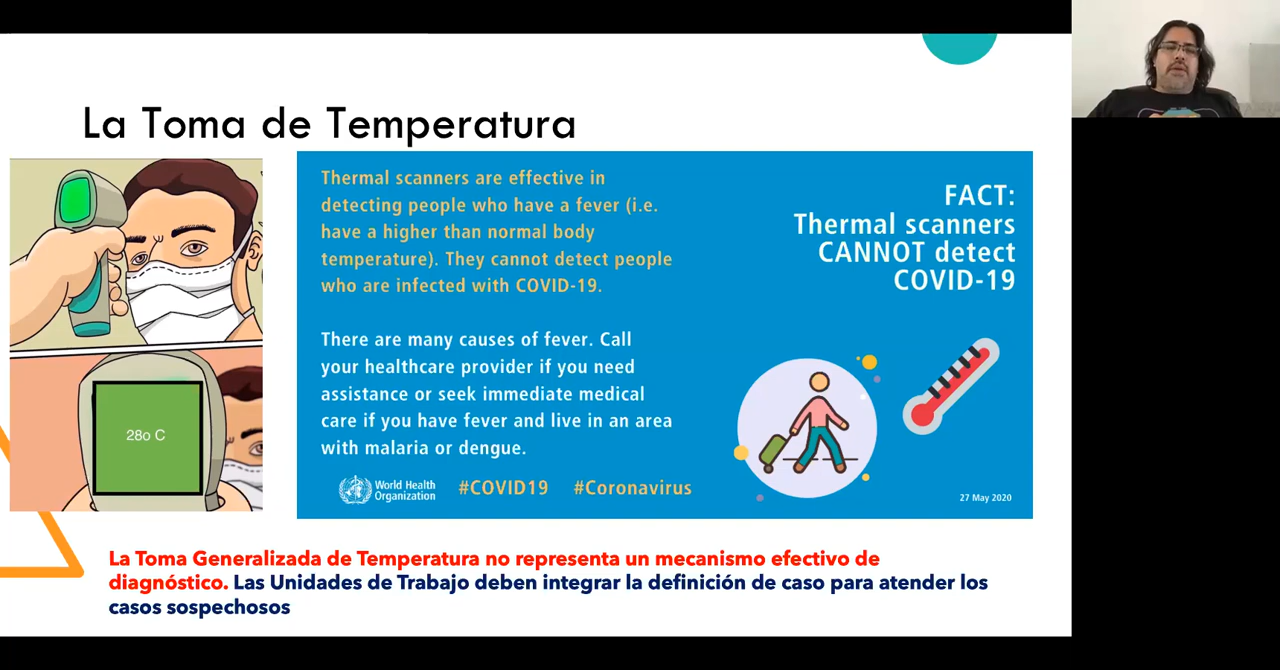 La Toma de Temperatura
28o C
Thermal scanners are effective in
detecting people who have a fever (i.e.
have a higher than normal body
temperature). They cannot detect people
who are infected with COVID-19.
There are many causes of fever. Call
your healthcare provider if you need
assistance or seek immediate medical
care if you have fever and live in an area
with malaria or dengue.
World Health
Organization
#COVID19 #Coronavirus
FACT:
Thermal scanners
CANNOT detect
COVID-19
27 May 2020
La Toma Generalizada de Temperatura no representa un mecanismo efectivo de
diagnóstico. Las Unidades de Trabajo deben integrar la definición de caso para atender los
casos sospechosos